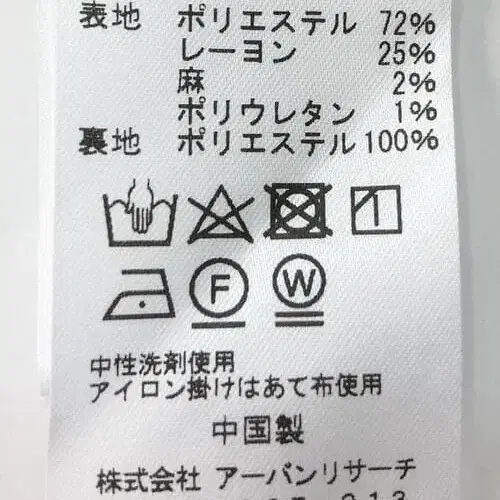 表地 ポリエステル 72%
レーヨン 25%
麻 2%
ポリウレタン 1%
裏地 ポリエステル 100%
F W
中性洗剤使用
アイロン掛けはあて布使用
中国製
株式会社 アーバンリサーチ